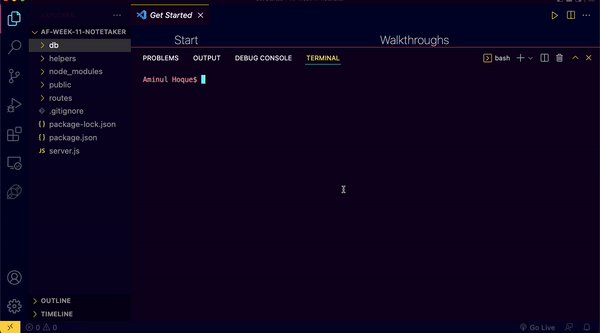 Get Started
AF-WEEK-11-NOTETAKER
db
helpers
node_modules
public
routes
.gitignore
package-lock.json
package.json
JS server.js
OUTLINE
TIMELINE
Start
Walkthroughs
PROBLEMS OUTPUT DEBUG CONSOLE TERMINAL
bash
Aminul Hoque$
0 0
Go Live